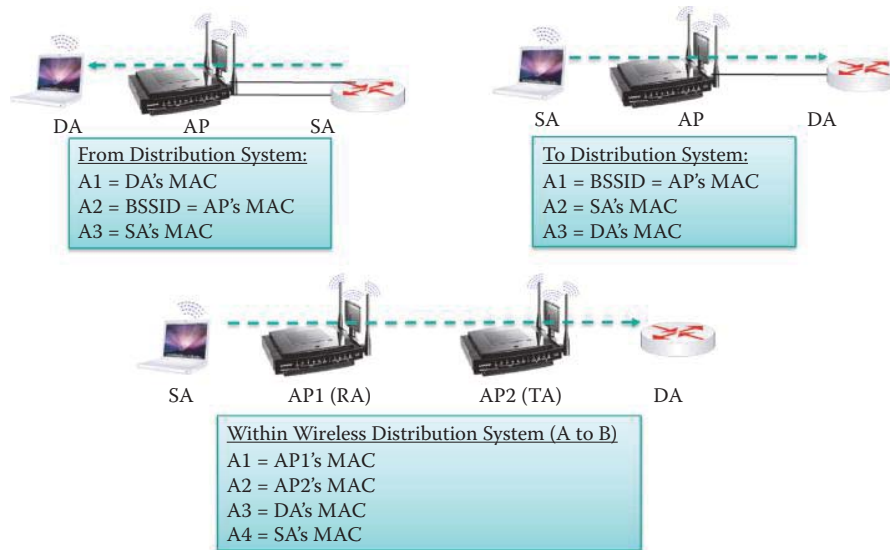 DA AP SA
From Distribution System:
A1 = DA's MAC
A2 = BSSID = AP's MAC
A3 = SA's MAC
SA AP DA
To Distribution System:
A1 = BSSID = AP's MAC
A2 = SA's MAC
A3 = DA's MAC
SA AP1 (RA) AP2 (TA) DA
Within Wireless Distribution System (A to B)
A1 = AP1's MAC
A2 = AP2's MAC
A3 = DA's MAC
A4 = SA's MAC